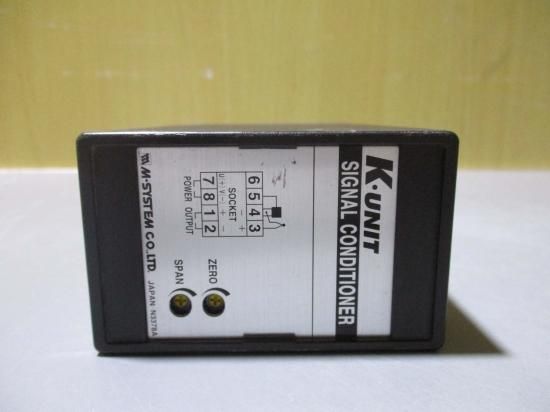 K·UNIT
SIGNAL CONDITIONER
6 5 4 3
- +
SOCKET
U+ V- + -
7 8 1 2
POWER OUTPUT
ZERO
SPAN
M-SYSTEM CO.,LTD. JAPAN N3378A